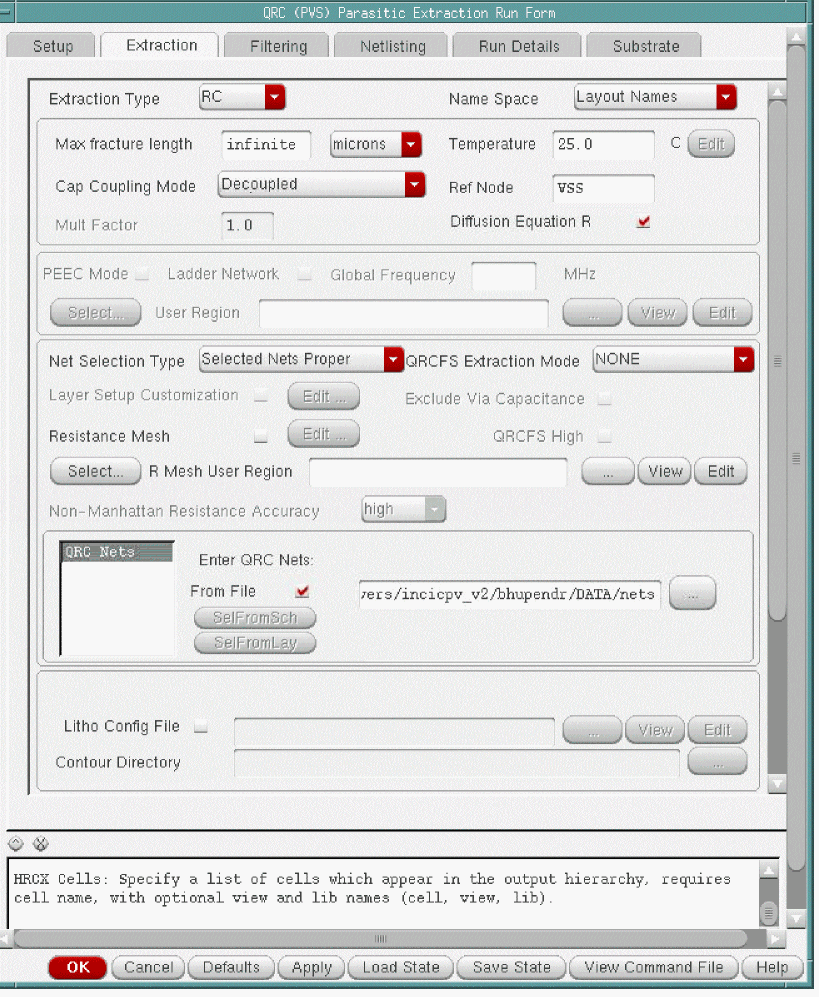 QRC (PVS) Parasitic Extraction Run Form
Setup Extraction Filtering Netlisting Run Details Substrate
Extraction Type RC Name Space Layout Names
Max fracture length infinite microns Temperature 25.0 C Edit
Cap Coupling Mode Decoupled Ref Node VSS
Mult Factor 1.0 Diffusion Equation R
PEEC Mode Ladder Network Global Frequency MHz
Select... User Region ... View Edit
Net Selection Type Selected Nets Proper QRCFS Extraction Mode NONE
Layer Setup Customization Edit ... Exclude Via Capacitance
Resistance Mesh Edit ... QRCFS High
Select... R Mesh User Region ... View Edit
Non-Manhattan Resistance Accuracy high
QRC Nets Enter QRC Nets:
From File vers/incicpv_v2/bhupendr/DATA/nets ...
SelFromSch
SelFromLay
Litho Config File ... View Edit
Contour Directory ...
HRCX Cells: Specify a list of cells which appear in the output hierarchy, requires
cell name, with optional view and lib names (cell, view, lib).
OK Cancel Defaults Apply Load State Save State View Command File Help